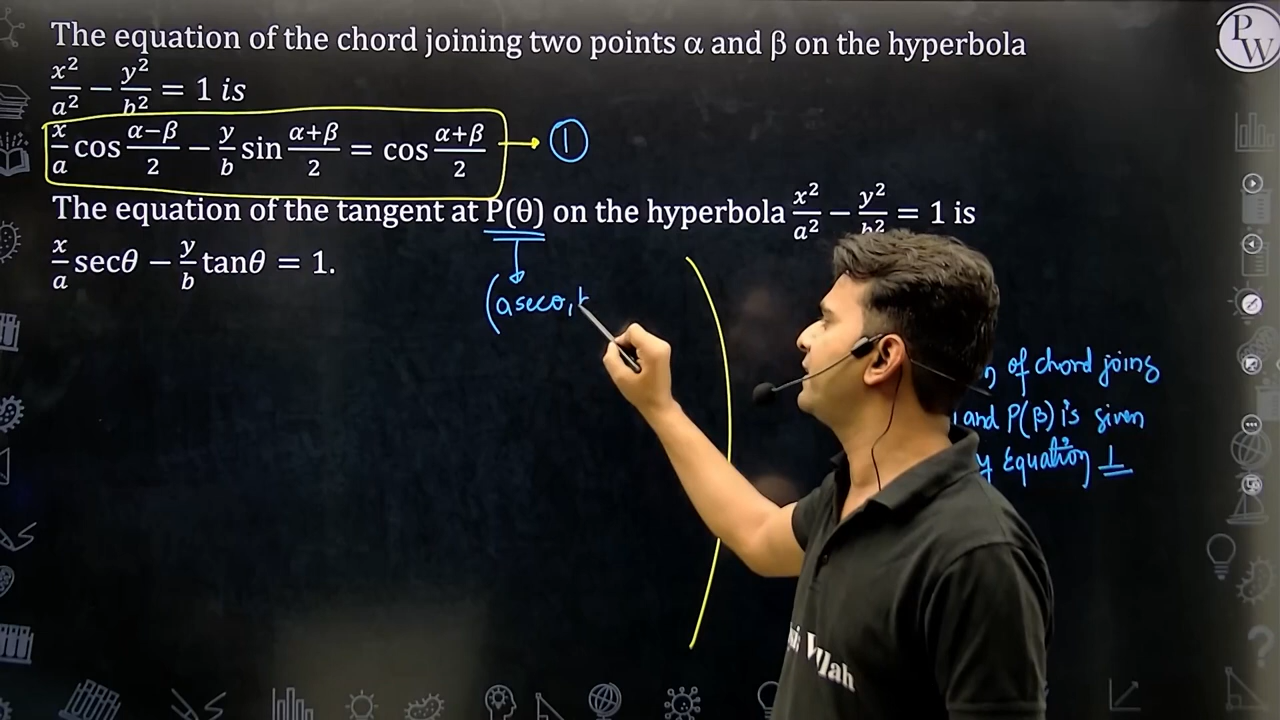 The equation of the chord joining two points α and β on the hyperbola
x²/a² − y²/b² = 1 is
x/a cos (α−β)/2 − y/b sin (α+β)/2 = cos (α+β)/2 → ①
The equation of the tangent at P(θ) on the hyperbola x²/a² − y²/b² = 1 is
x/a secθ − y/b tanθ = 1.
(a secθ,
of chord joing
and P(β) is given
y Equation 1
PW